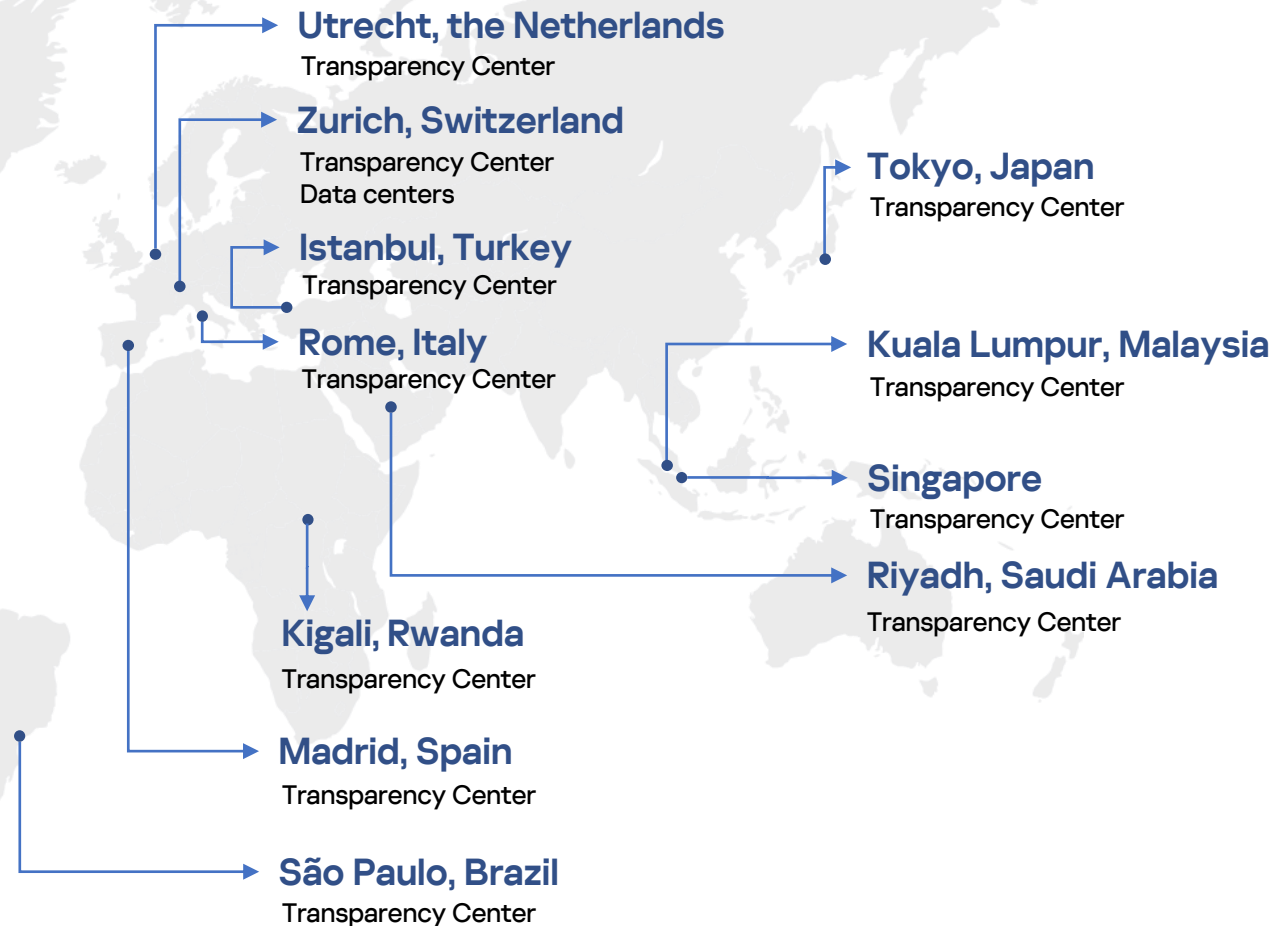 Utrecht, the Netherlands
Transparency Center
Zurich, Switzerland
Transparency Center
Data centers
Istanbul, Turkey
Transparency Center
Rome, Italy
Transparency Center
Kigali, Rwanda
Transparency Center
Madrid, Spain
Transparency Center
São Paulo, Brazil
Transparency Center
Tokyo, Japan
Transparency Center
Kuala Lumpur, Malaysia
Transparency Center
Singapore
Transparency Center
Riyadh, Saudi Arabia
Transparency Center